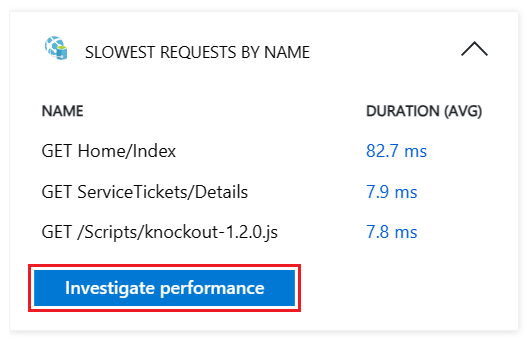 SLOWEST REQUESTS BY NAME
NAME DURATION (AVG)
GET Home/Index 82.7 ms
GET ServiceTickets/Details 7.9 ms
GET /Scripts/knockout-1.2.0.js 7.8 ms
Investigate performance